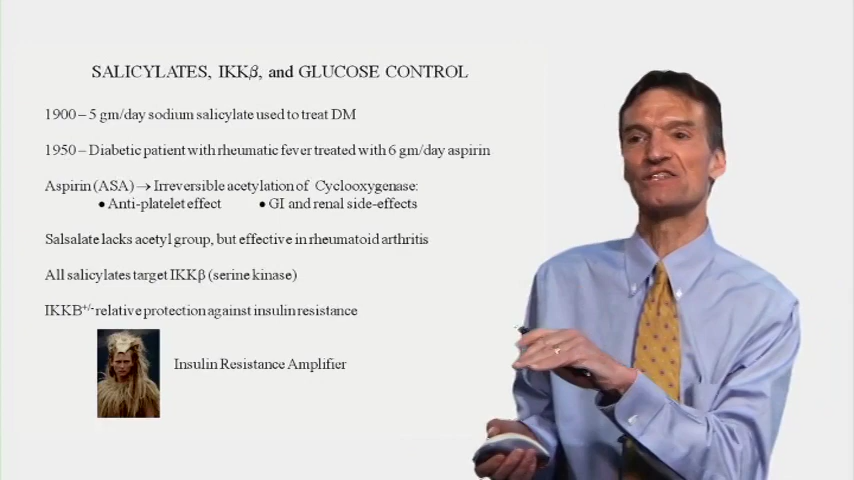 SALICYLATES, IKKβ, and GLUCOSE CONTROL
1900 – 5 gm/day sodium salicylate used to treat DM
1950 – Diabetic patient with rheumatic fever treated with 6 gm/day aspirin
Aspirin (ASA) → Irreversible acetylation of Cyclooxygenase:
• Anti-platelet effect • GI and renal side-effects
Salsalate lacks acetyl group, but effective in rheumatoid arthritis
All salicylates target IKKβ (serine kinase)
IKKB+/- relative protection against insulin resistance
Insulin Resistance Amplifier